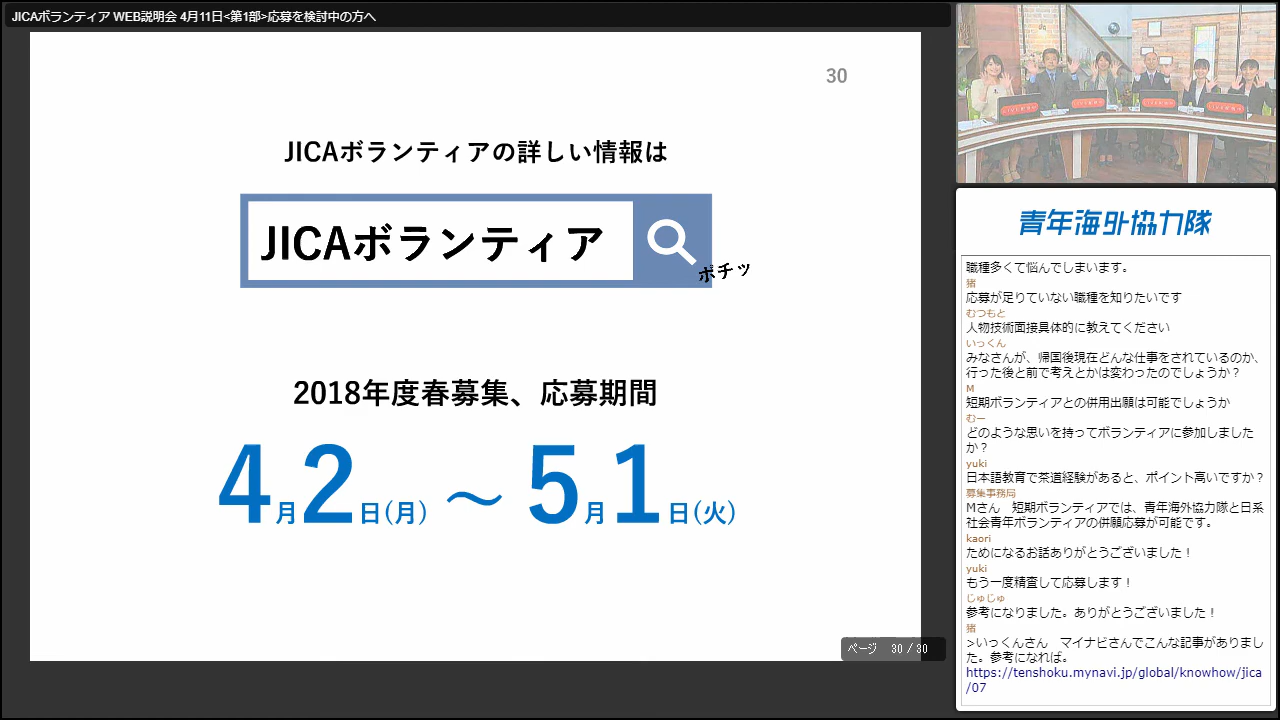 JICAボランティア WEB説明会 4月11日<第1部>応募を検討中の方へ
30
JICAボランティアの詳しい情報は
JICAボランティア
ポチッ
2018年度春募集、応募期間
4月2日(月) ～ 5月1日(火)
ページ 30 / 30
青年海外協力隊
職種多くて悩んでしまいます。
猪
応募が足りていない職種を知りたいです
むつもと
人物技術面接具体的に教えてください
いっくん
みなさんが、帰国後現在どんな仕事をされているのか、
行った後と前で考えとかは変わったのでしょうか？
M
短期ボランティアとの併用出願は可能でしょうか
むー
どのような思いを持ってボランティアに参加しました
か？
yuki
日本語教育で茶道経験があると、ポイント高いですか？
募集事務局
Mさん　短期ボランティアでは、青年海外協力隊と日系
社会青年ボランティアの併願応募が可能です。
kaori
ためになるお話ありがとうございました！
yuki
もう一度精査して応募します！
じゅじゅ
参考になりました。ありがとうございました！
猪
>いっくんさん　マイナビさんでこんな記事がありまし
た。参考になれば。
https://tenshoku.mynavi.jp/global/knowhow/jica
/07